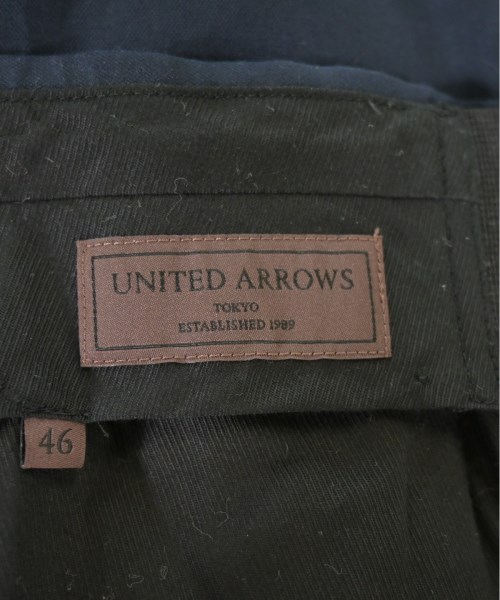 UNITED ARROWS
TOKYO
ESTABLISHED 1989
46